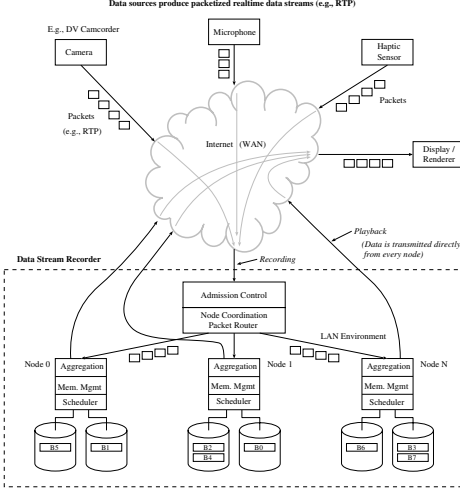 Data sources produce packetized realtime data streams (e.g., RTP)
E.g., DV Camcorder
Camera
Microphone
Haptic
Sensor
Packets
(e.g., RTP)
Packets
Internet (WAN)
Display /
Renderer
Playback
(Data is transmitted directly
from every node)
Data Stream Recorder
Recording
Admission Control
Node Coordination
Packet Router
LAN Environment
Node 0
Aggregation
Mem. Mgmt
Scheduler
B5
B1
Aggregation
Node 1
Mem. Mgmt
Scheduler
B2
B4
B0
Aggregation
Node N
Mem. Mgmt
Scheduler
B6
B3
B7